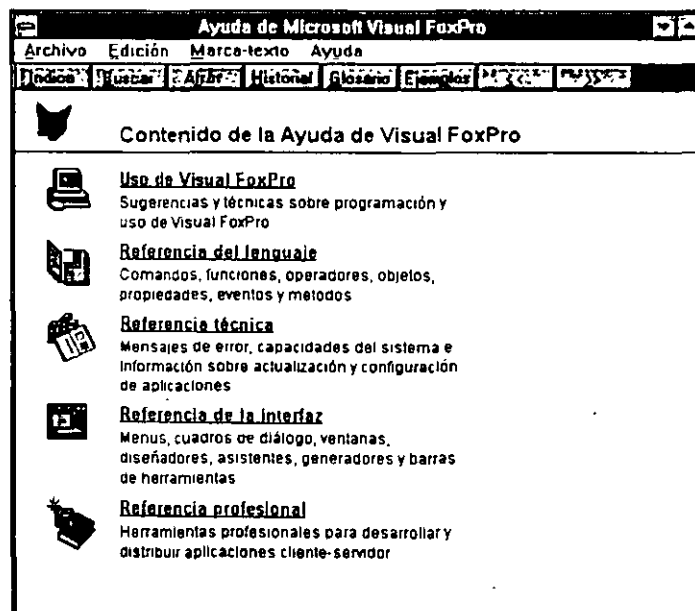 Ayuda de Microsoft Visual FoxPro
Archivo Edición Marca-texto Ayuda
Índice Buscar Atrás Historial Glosario Ejemplos
Contenido de la Ayuda de Visual FoxPro
Uso de Visual FoxPro
Sugerencias y técnicas sobre programación y
uso de Visual FoxPro
Referencia del lenguaje
Comandos, funciones, operadores, objetos,
propiedades, eventos y metodos
Referencia técnica
Mensajes de error, capacidades del sistema e
Información sobre actualización y configuración
de aplicaciones
Referencia de la interfaz
Menus, cuadros de diálogo, ventanas,
diseñadores, asistentes, generadores y barras
de herramientas
Referencia profesional
Herramientas profesionales para desarrollar y
distribuir aplicaciones cliente-servidor